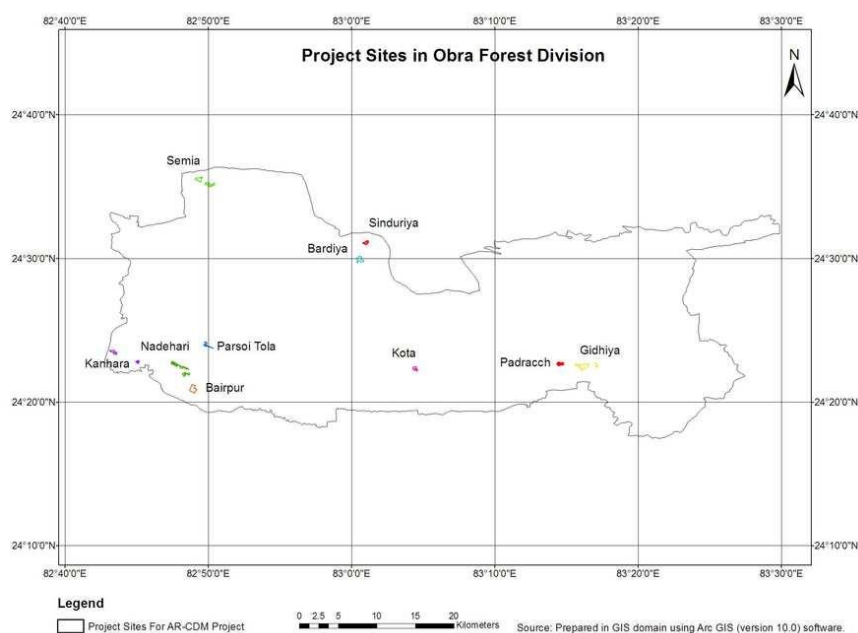 82°40'0"E 82°50'0"E 83°0'0"E 83°10'0"E 83°20'0"E 83°30'0"E
Project Sites in Obra Forest Division
N
24°40'0"N 24°40'0"N
Semia
Sinduriya
24°30'0"N 24°30'0"N
Bardiya
Nadehari Parsoi Tola
Kota
Gidhiya
Kanhara
Padracch
Bairpur
24°20'0"N 24°20'0"N
24°10'0"N 24°10'0"N
82°40'0"E 82°50'0"E 83°0'0"E 83°10'0"E 83°20'0"E 83°30'0"E
Legend
Project Sites For AR-CDM Project
0 2.5 5 10 15 20
Kilometers
Source: Prepared in GIS domain using Arc GIS (version 10.0) software.